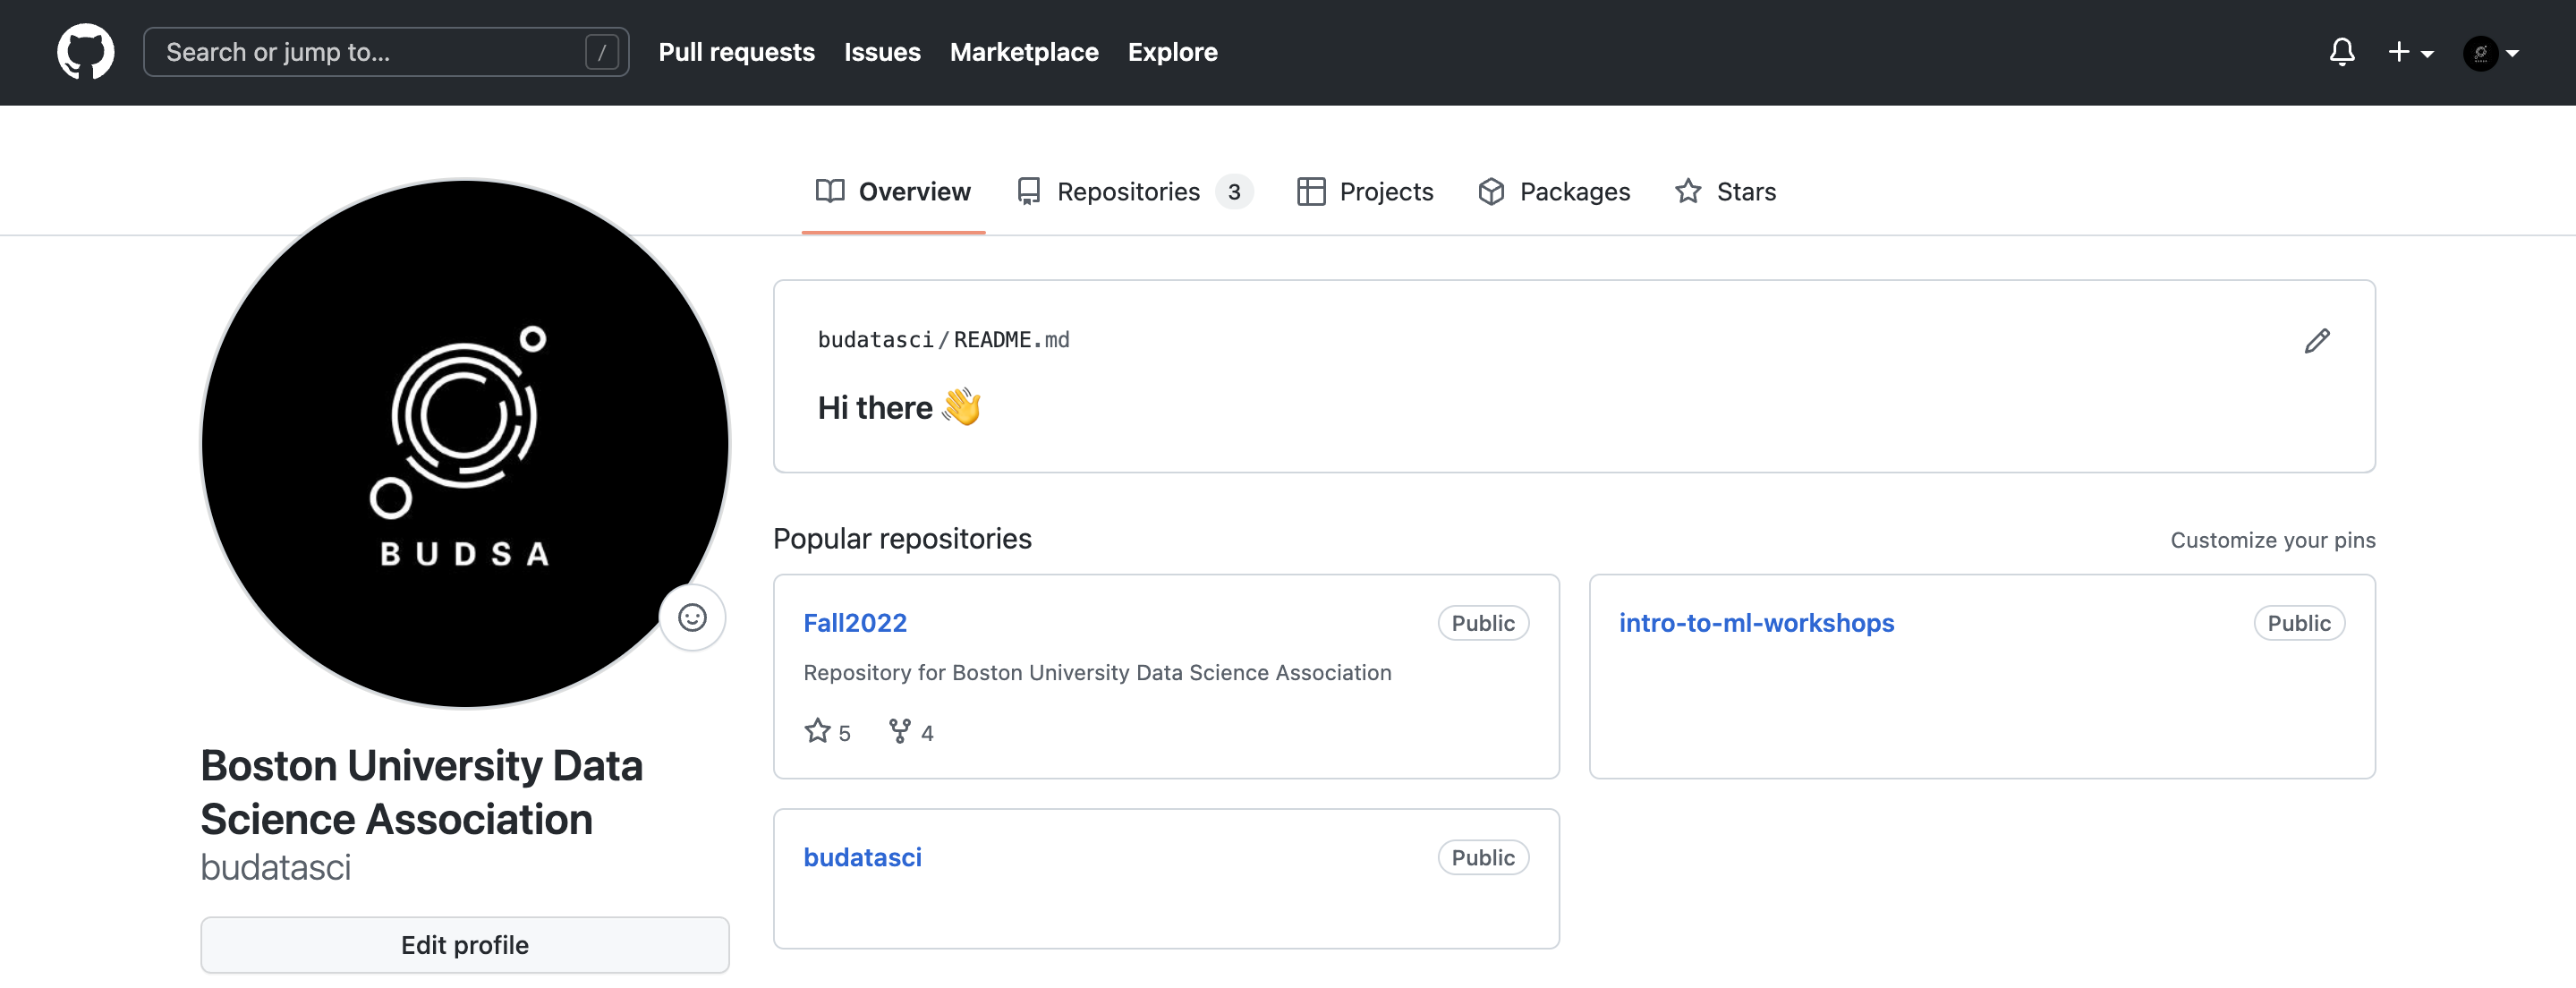 Search or jump to... /
Pull requests
Issues
Marketplace
Explore
Overview
Repositories 3
Projects
Packages
Stars
BUDSA
Boston University Data
Science Association
budatasci
Edit profile
budatasci/README.md
Hi there 👋
Popular repositories
Customize your pins
Fall2022
Public
Repository for Boston University Data Science Association
5 4
intro-to-ml-workshops
Public
budatasci
Public